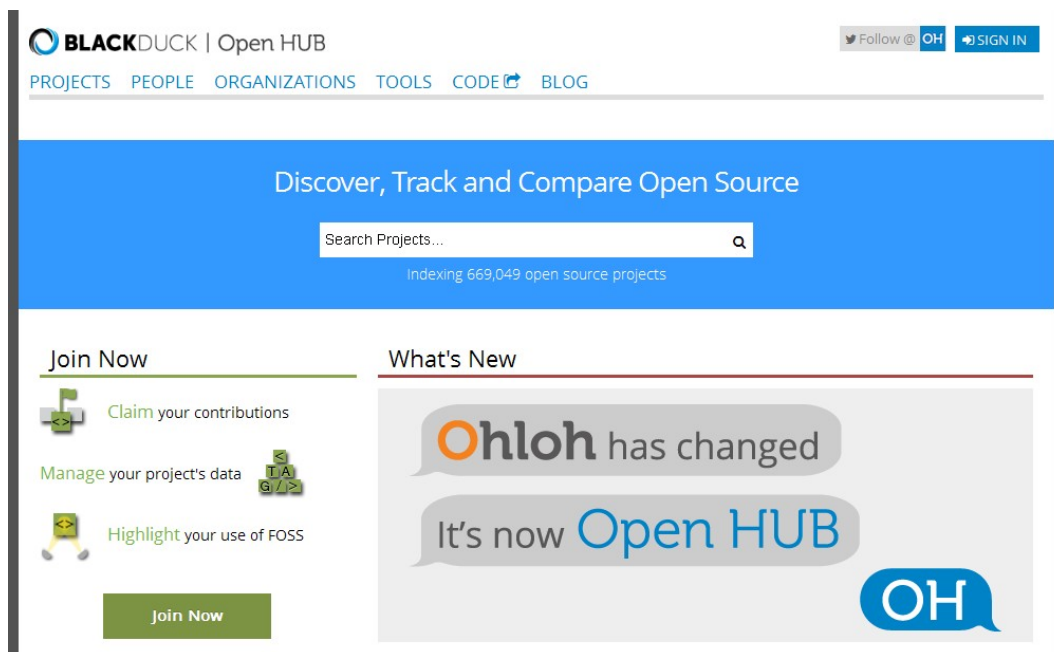 BLACKDUCK | Open HUB
Follow @ OH
SIGN IN
PROJECTS PEOPLE ORGANIZATIONS TOOLS CODE BLOG
Discover, Track and Compare Open Source
Search Projects...
Indexing 669,049 open source projects
Join Now
Claim your contributions
Manage your project's data
< TAG/>
<>
Highlight your use of FOSS
Join Now
What's New
Ohloh has changed
It's now Open HUB
OH